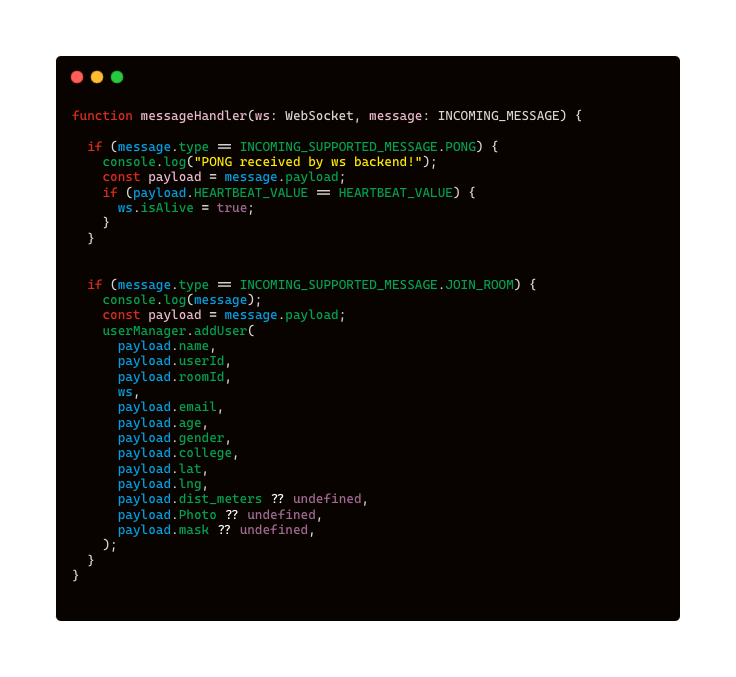 function messageHandler(ws: WebSocket, message: INCOMING_MESSAGE) {
if (message.type == INCOMING_SUPPORTED_MESSAGE.PONG) {
console.log("PONG received by ws backend!");
const payload = message.payload;
if (payload.HEARTBEAT_VALUE == HEARTBEAT_VALUE) {
ws.isAlive = true;
}
}
if (message.type == INCOMING_SUPPORTED_MESSAGE.JOIN_ROOM) {
console.log(message);
const payload = message.payload;
userManager.addUser(
payload.name,
payload.userId,
payload.roomId,
ws,
payload.email,
payload.age,
payload.gender,
payload.college,
payload.lat,
payload.lng,
payload.dist_meters ?? undefined,
payload.Photo ?? undefined,
payload.mask ?? undefined,
);
}
}